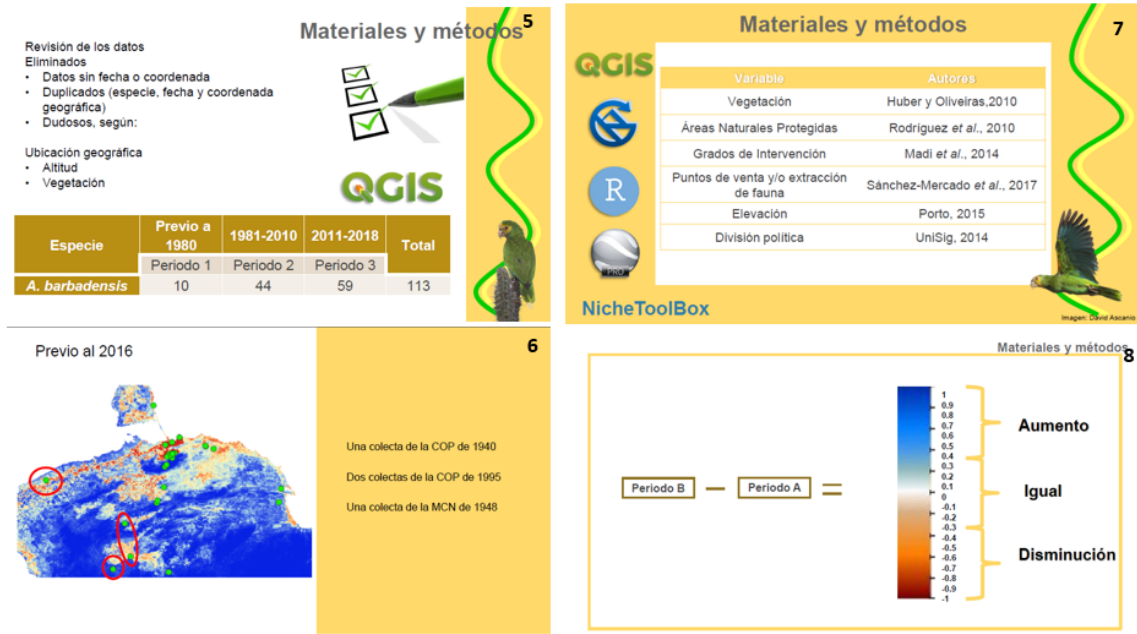 Materiales y métodos
5
Revisión de los datos
Eliminados
• Datos sin fecha o coordenada
• Duplicados (especie, fecha y coordenada
geográfica)
• Dudosos, según:
Ubicación geográfica
• Altitud
• Vegetación
QGIS
Especie
Previo a
1980
1981-2010
2011-2018
Total
Periodo 1
Periodo 2
Periodo 3
A. barbadensis
10
44
59
113
Previo al 2016
6
Una colecta de la COP de 1940
Dos colectas de la COP de 1995
Una colecta de la MCN de 1948
Materiales y métodos
7
QGIS
R
PRO
Variable
Autores
Vegetación
Huber y Oliveiras,2010
Áreas Naturales Protegidas
Rodríguez et al., 2010
Grados de Intervención
Madi et al., 2014
Puntos de venta y/o extracción
de fauna
Sánchez-Mercado et al., 2017
Elevación
Porto, 2015
División política
UniSig, 2014
NicheToolBox
Imagen: David Ascanio
Materiales y métodos
8
Periodo B
Periodo A
1
0.9
0.8
0.7
0.6
0.5
0.4
0.3
0.2
0.1
0
-0.1
-0.2
-0.3
-0.4
-0.5
-0.6
-0.7
-0.8
-0.9
-1
Aumento
Igual
Disminución